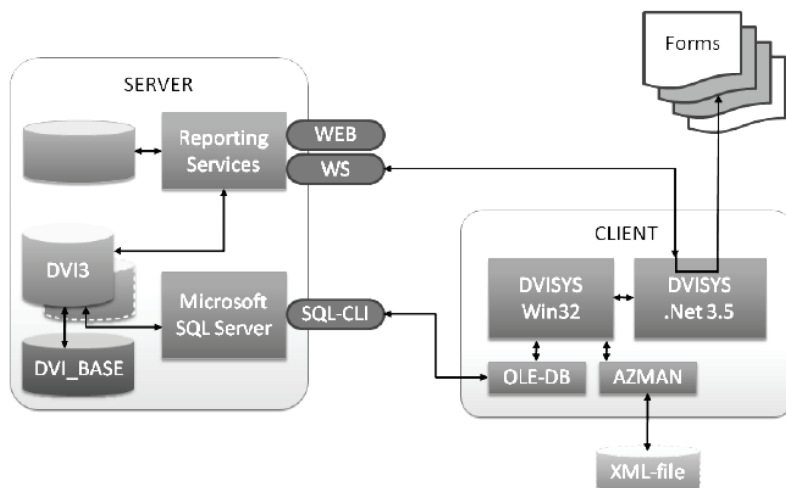 Forms
SERVER
Reporting
Services
WEB
WS
DVI3
Microsoft
SQL Server
SQL-CLI
DVI_BASE
CLIENT
DVISYS
Win32
DVISYS
.Net 3.5
OLE-DB
AZMAN
XML-file